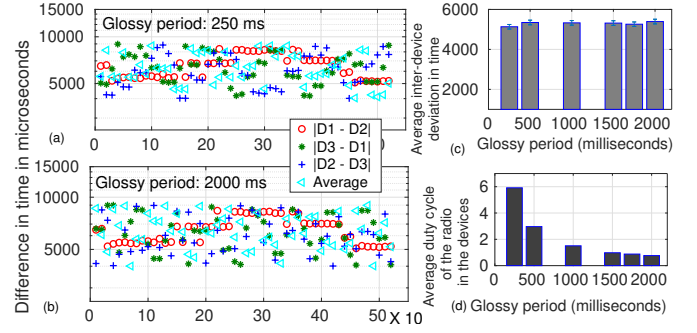 Difference in time in microseconds
15000
Glossy period: 250 ms
10000
5000
(a)
0 10 20 30 40 50
|D1 - D2|
|D3 - D1|
|D2 - D3|
Average
15000
Glossy period: 2000 ms
10000
5000
(b)
0 10 20 30 40 50 X 10
Average inter-device
deviation in time
6000
4000
2000
0 500 1000 1500 2000
(c) Glossy period (milliseconds)
Average duty cycle
of the radio
in the devices
6
4
2
0
0 500 1000 1500 2000
(d) Glossy period (milliseconds)